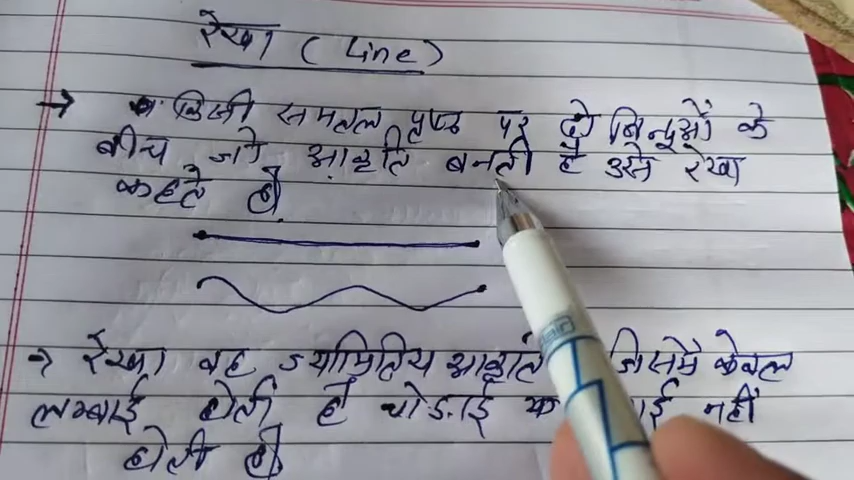 रेखा ( Line )
→ किसी समतल पृष्ठ पर दो बिन्दुओं के
बीच जो आकृति बनती है उसे रेखा
कहते है।
→ रेखा वह ज्यामितिय आकृति जिसमें केवल
लम्बाई होती है चोडाई नहीं
होती है।